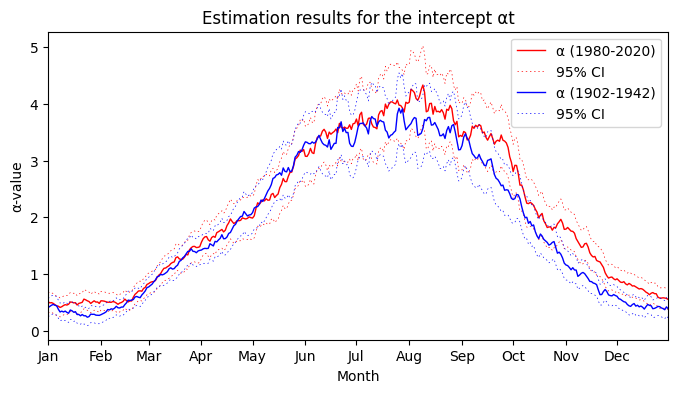 Estimation results for the intercept αt
α-value
5
4
3
2
1
0
α (1980-2020)
95% CI
α (1902-1942)
95% CI
Jan Feb Mar Apr May Jun Jul Aug Sep Oct Nov Dec
Month